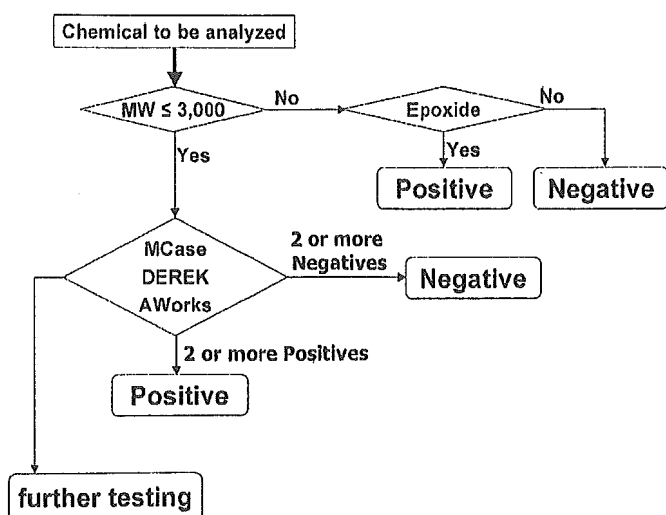 Chemical to be analyzed
MW ≤ 3,000
No
Epoxide
No
Yes
Yes
Positive
Negative
MCase
DEREK
AWorks
2 or more
Negatives
Negative
2 or more Positives
Positive
further testing